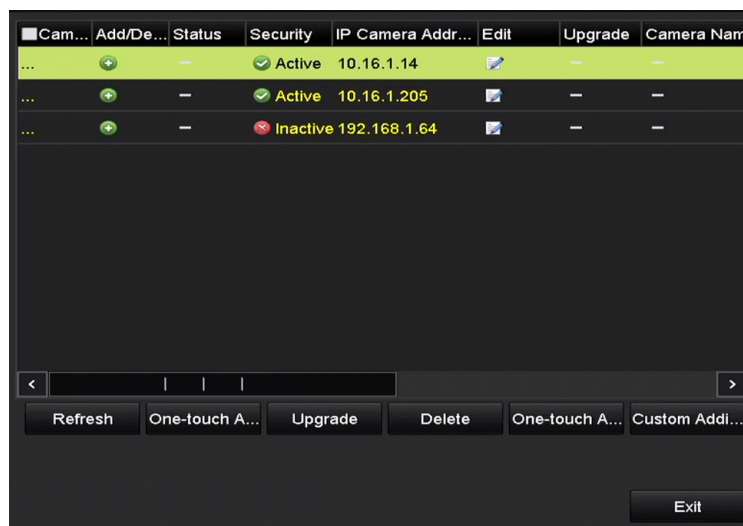 Cam... Add/De... Status Security IP Camera Addr... Edit Upgrade Camera Nam
... Active 10.16.1.14
... Active 10.16.1.205
... Inactive 192.168.1.64
Refresh One-touch A... Upgrade Delete One-touch A... Custom Addi...
Exit